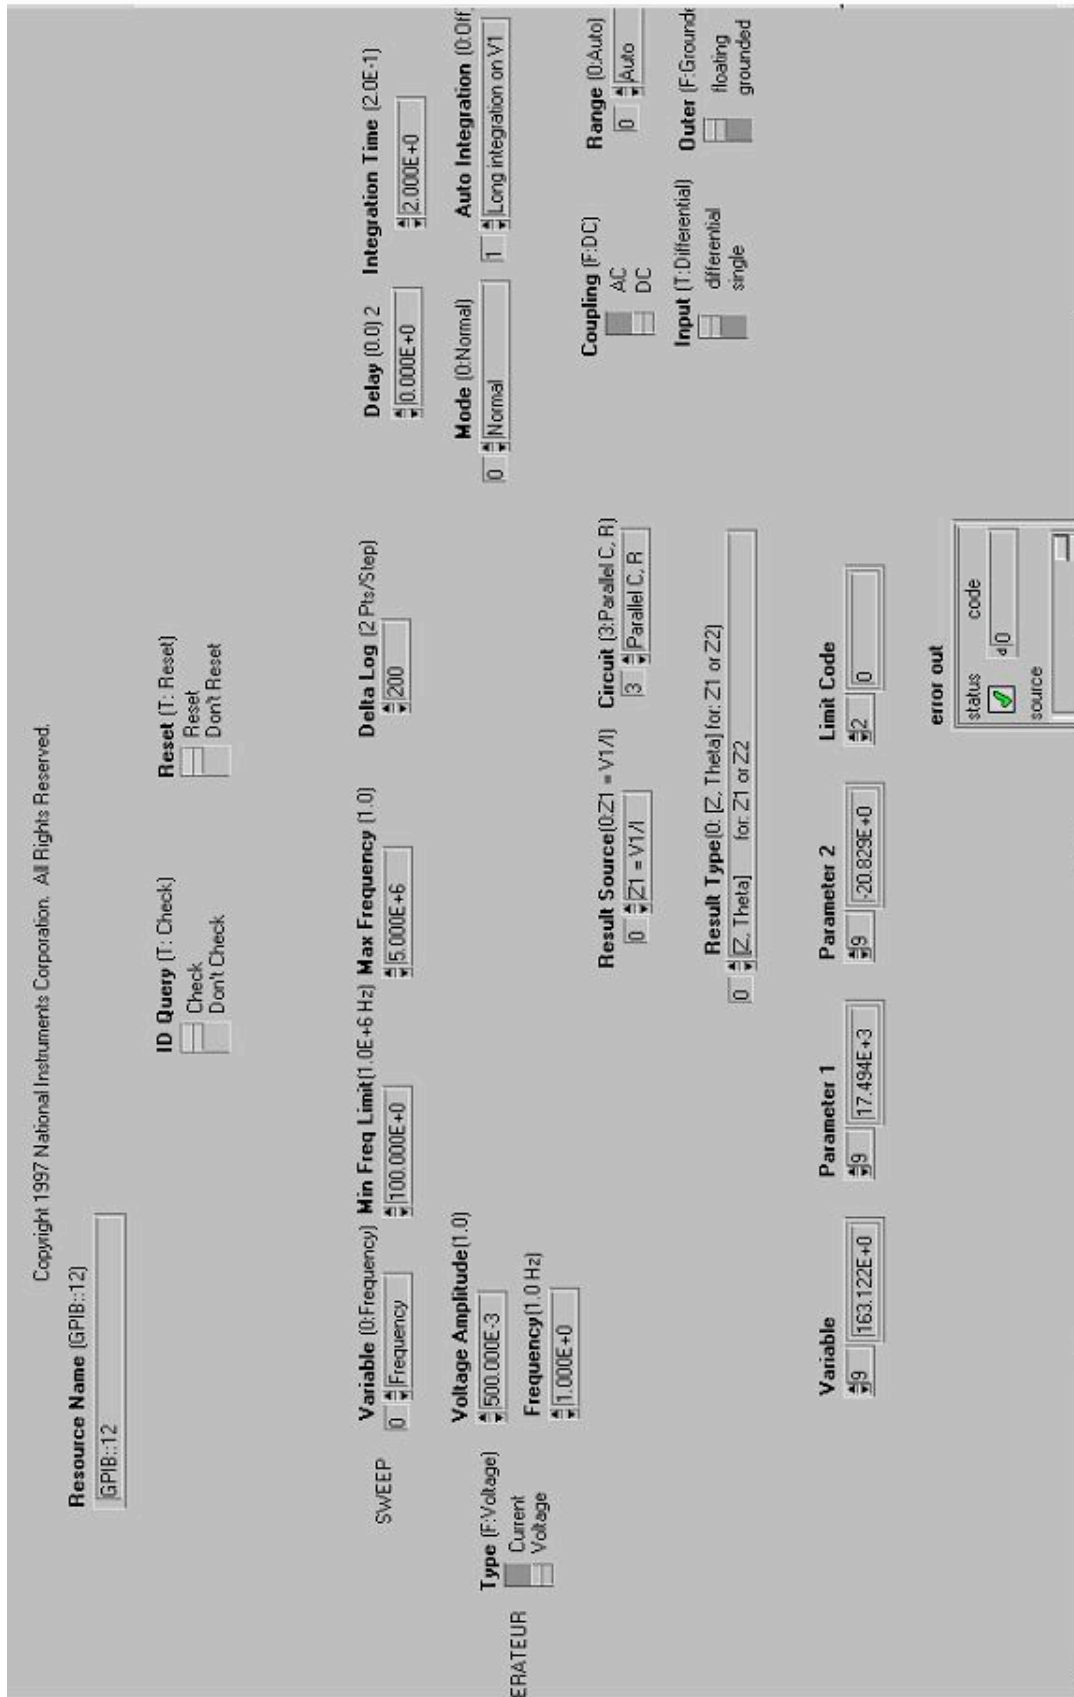 Copyright 1997 National Instruments Corporation. All Rights Reserved.
Resource Name (GPIB::12)
GPIB::12
ID Query (T: Check)
Check
Don't Check
Reset (T: Reset)
Reset
Don't Reset
SWEEP
Variable (0:Frequency)
0 Frequency
Min Freq Limit(1.0E+6 Hz)
100.000E+0
Max Frequency (1.0)
5.000E+6
Delta Log (2 Pts/Step)
200
Delay (0.0) 2
0.000E+0
Integration Time (2.0E-1)
2.000E+0
ERATEUR
Type (F:Voltage)
Current
Voltage
Voltage Amplitude(1.0)
500.000E-3
Frequency(1.0 Hz)
1.000E+0
Mode (0:Normal)
0 Normal
Auto Integration (0:Off
1 Long integration on V1
Result Source(0:Z1 = V1/I)
0 Z1 = V1/I
Circuit (3:Parallel C, R)
3 Parallel C, R
Coupling (F:DC)
AC
DC
Range (0:Auto)
0 Auto
Input (T:Differential)
differential
single
Outer (F:Grounde
floating
grounded
Result Type(0: [Z, Theta] for: Z1 or Z2)
0 [Z, Theta] for: Z1 or Z2
Variable
9 163.122E+0
Parameter 1
9 17.494E+3
Parameter 2
9 -20.829E+0
Limit Code
2 0
error out
status code
d 0
source